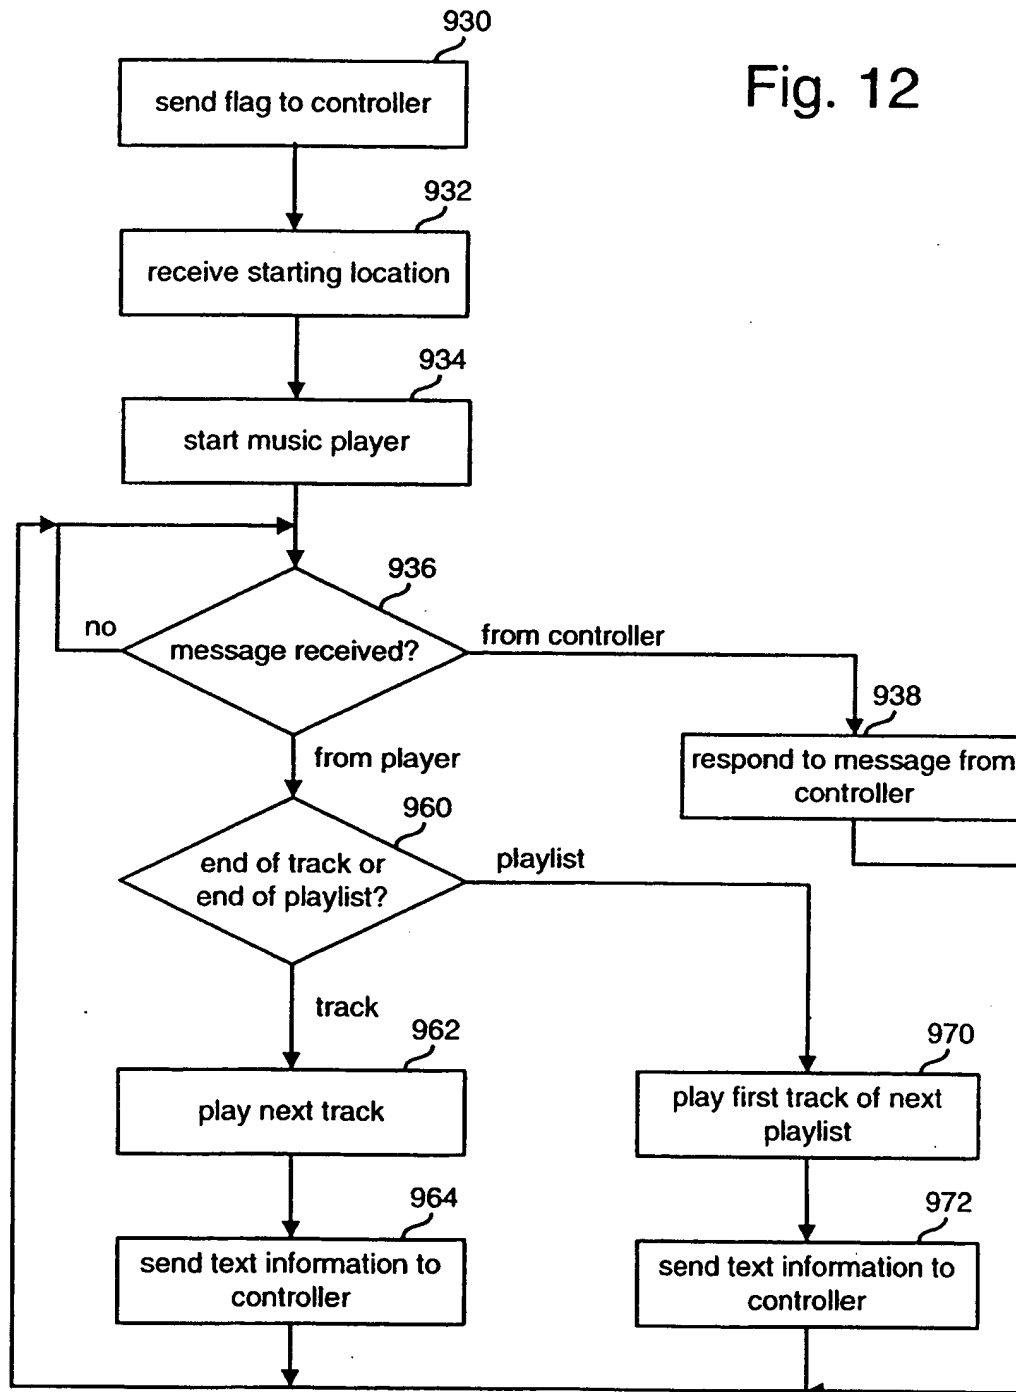 930
Fig. 12
send flag to controller
932
receive starting location
934
start music player
936
no
message received?
from controller
938
from player
respond to message from
controller
960
end of track or
end of playlist?
playlist
track
962
970
play next track
play first track of next
playlist
964
972
send text information to
controller
send text information to
controller